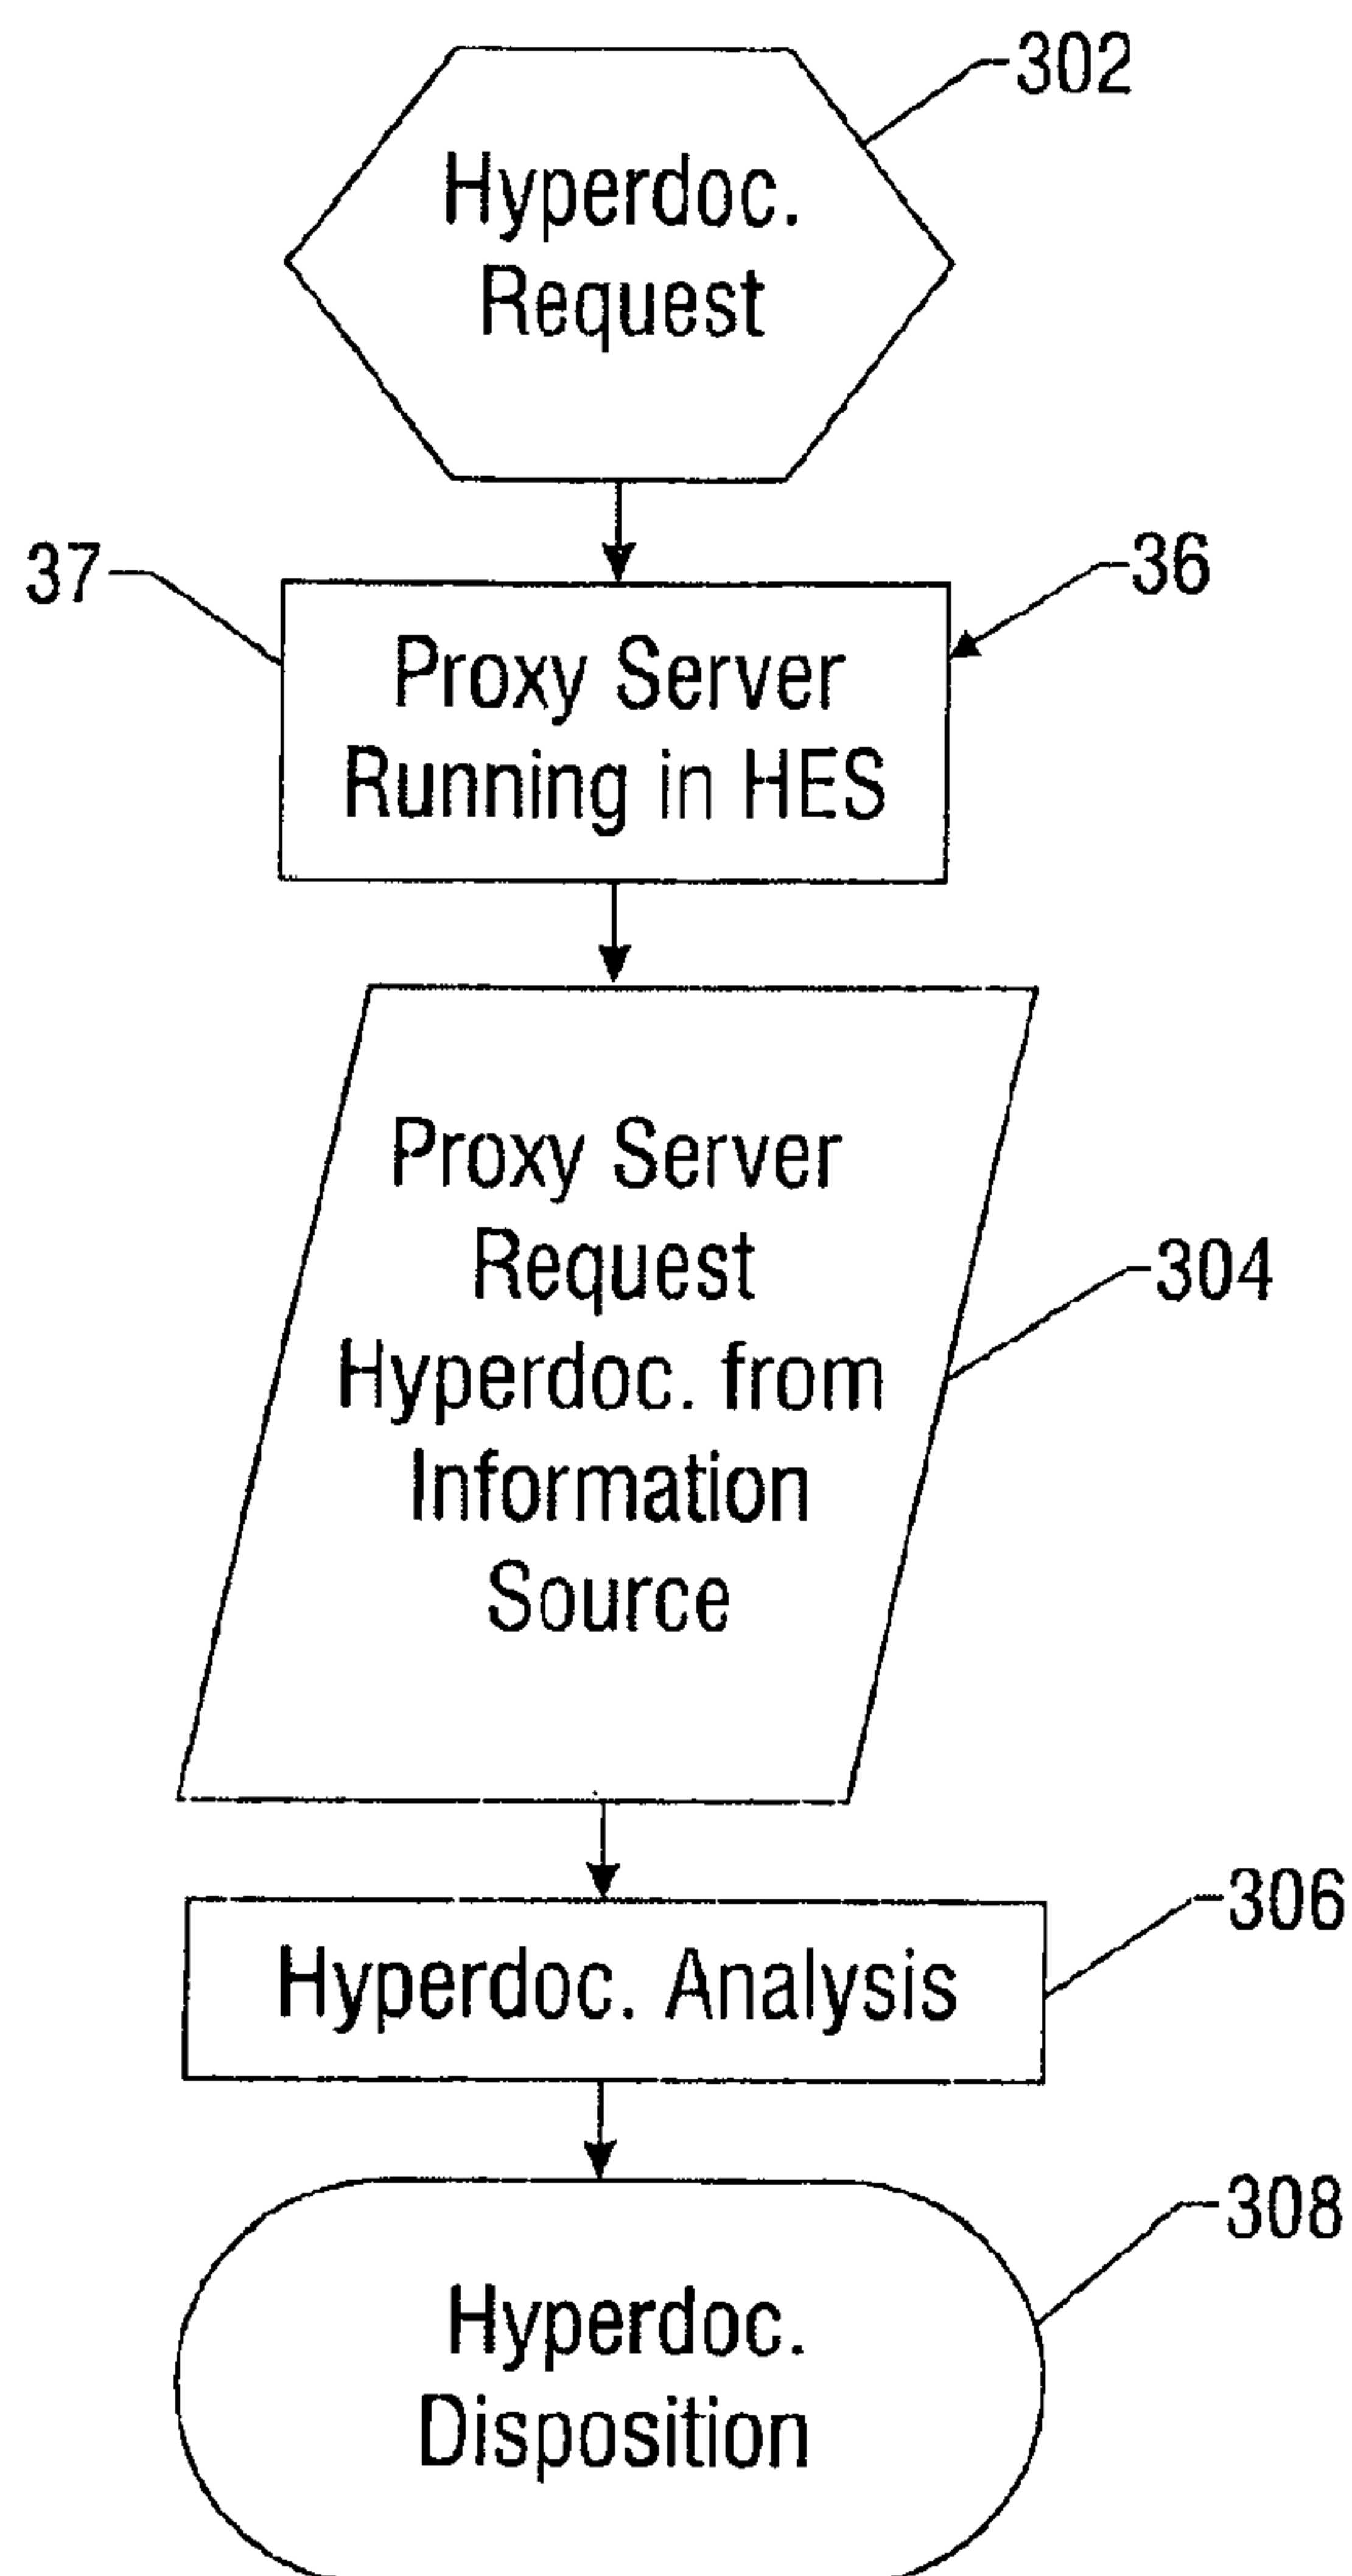 302
Hyperdoc.
Request
37
36
Proxy Server
Running in HES
Proxy Server
Request
Hyperdoc. from
Information
Source
304
306
Hyperdoc. Analysis
308
Hyperdoc.
Disposition